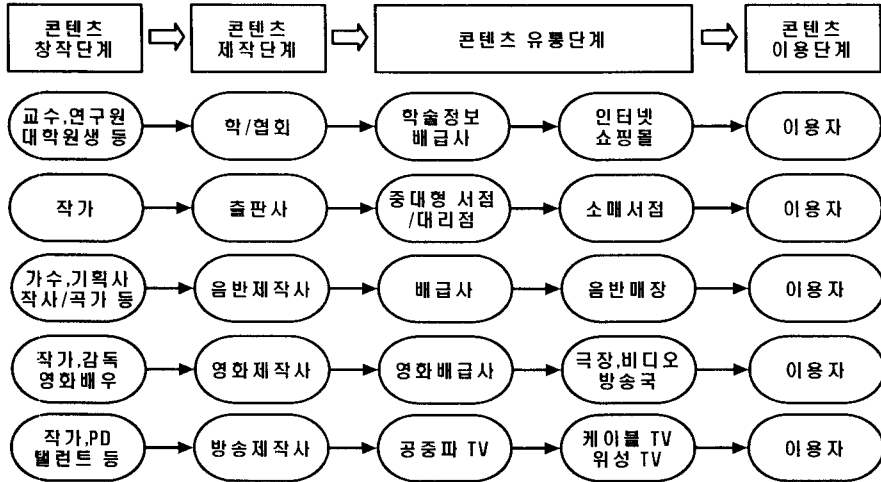 콘텐츠
창작단계
콘텐츠
제작단계
콘텐츠 유통단계
콘텐츠
이용단계
교수,연구원
대학원생 등
학/협회
학술정보
배급사
인터넷
쇼핑몰
이용자
작가
출판사
중대형 서점
/대리점
소매서점
이용자
가수,기획사
작사/곡가 등
음반제작사
배급사
음반매장
이용자
작가,감독
영화배우
영화제작사
영화배급사
극장,비디오
방송국
이용자
작가,PD
탤런트 등
방송제작사
공중파 TV
케이블 TV
위성 TV
이용자